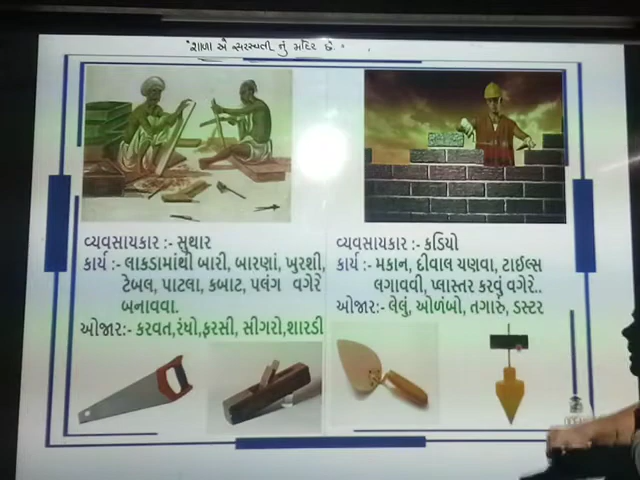 શાળા એ સરસ્વતી નું મંદિર છે.
વ્યવસાયકાર :- સુથાર
કાર્ય :- લાકડામાંથી બારી, બારણાં, ખુરશી,
ટેબલ, પાટલા, કબાટ, પલંગ વગેરે
બનાવવા.
ઓજાર:- કરવત,રંધો,ફરસી, સીગરો,શારડી
વ્યવસાયકાર :- કડિયો
કાર્ય :- મકાન, દીવાલ ચણવા, ટાઈલ્સ
લગાવવી, પ્લાસ્ટર કરવું વગેરે..
ઓજાર :- લેલું, ઓળંબો, તગારું, ડસ્ટર